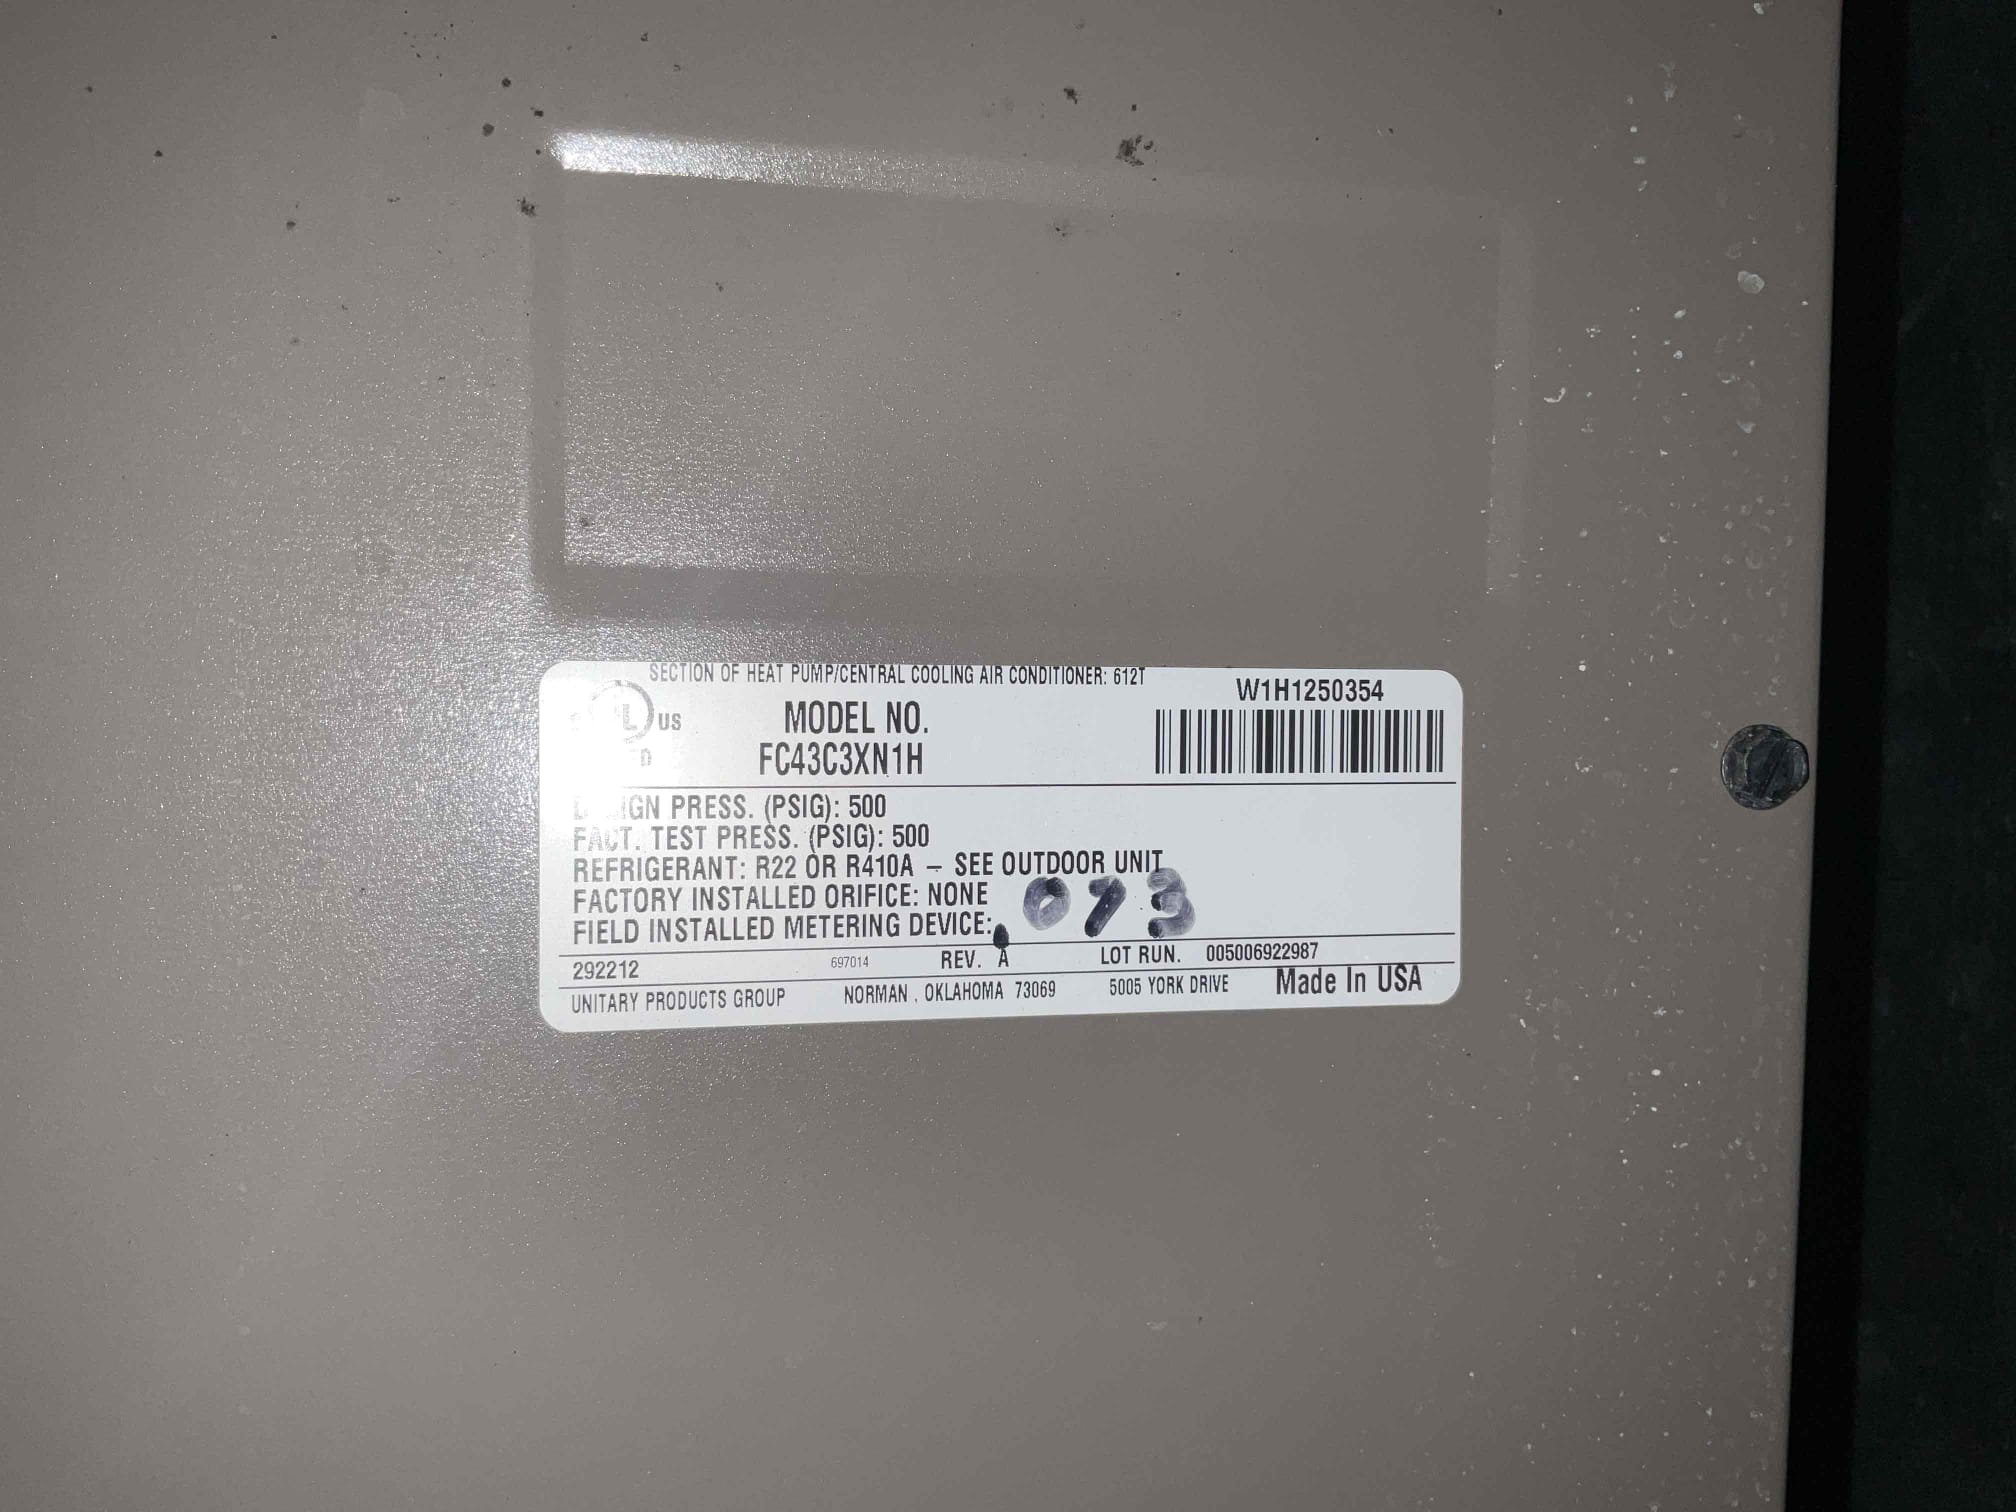 SECTION OF HEAT PUMP/CENTRAL COOLING AIR CONDITIONER: 612T
W1H1250354
US
MODEL NO.
FC43C3XN1H
PRESS. (PSIG): 500
FACT. TEST PRESS. (PSIG): 500
REFRIGERANT: R22 OR R410A – SEE OUTDOOR UNIT
FACTORY INSTALLED ORIFICE: NONE
FIELD INSTALLED METERING DEVICE: .073
292212 697014 REV. A LOT RUN. 005006922987
UNITARY PRODUCTS GROUP NORMAN , OKLAHOMA 73069 5005 YORK DRIVE Made In USA